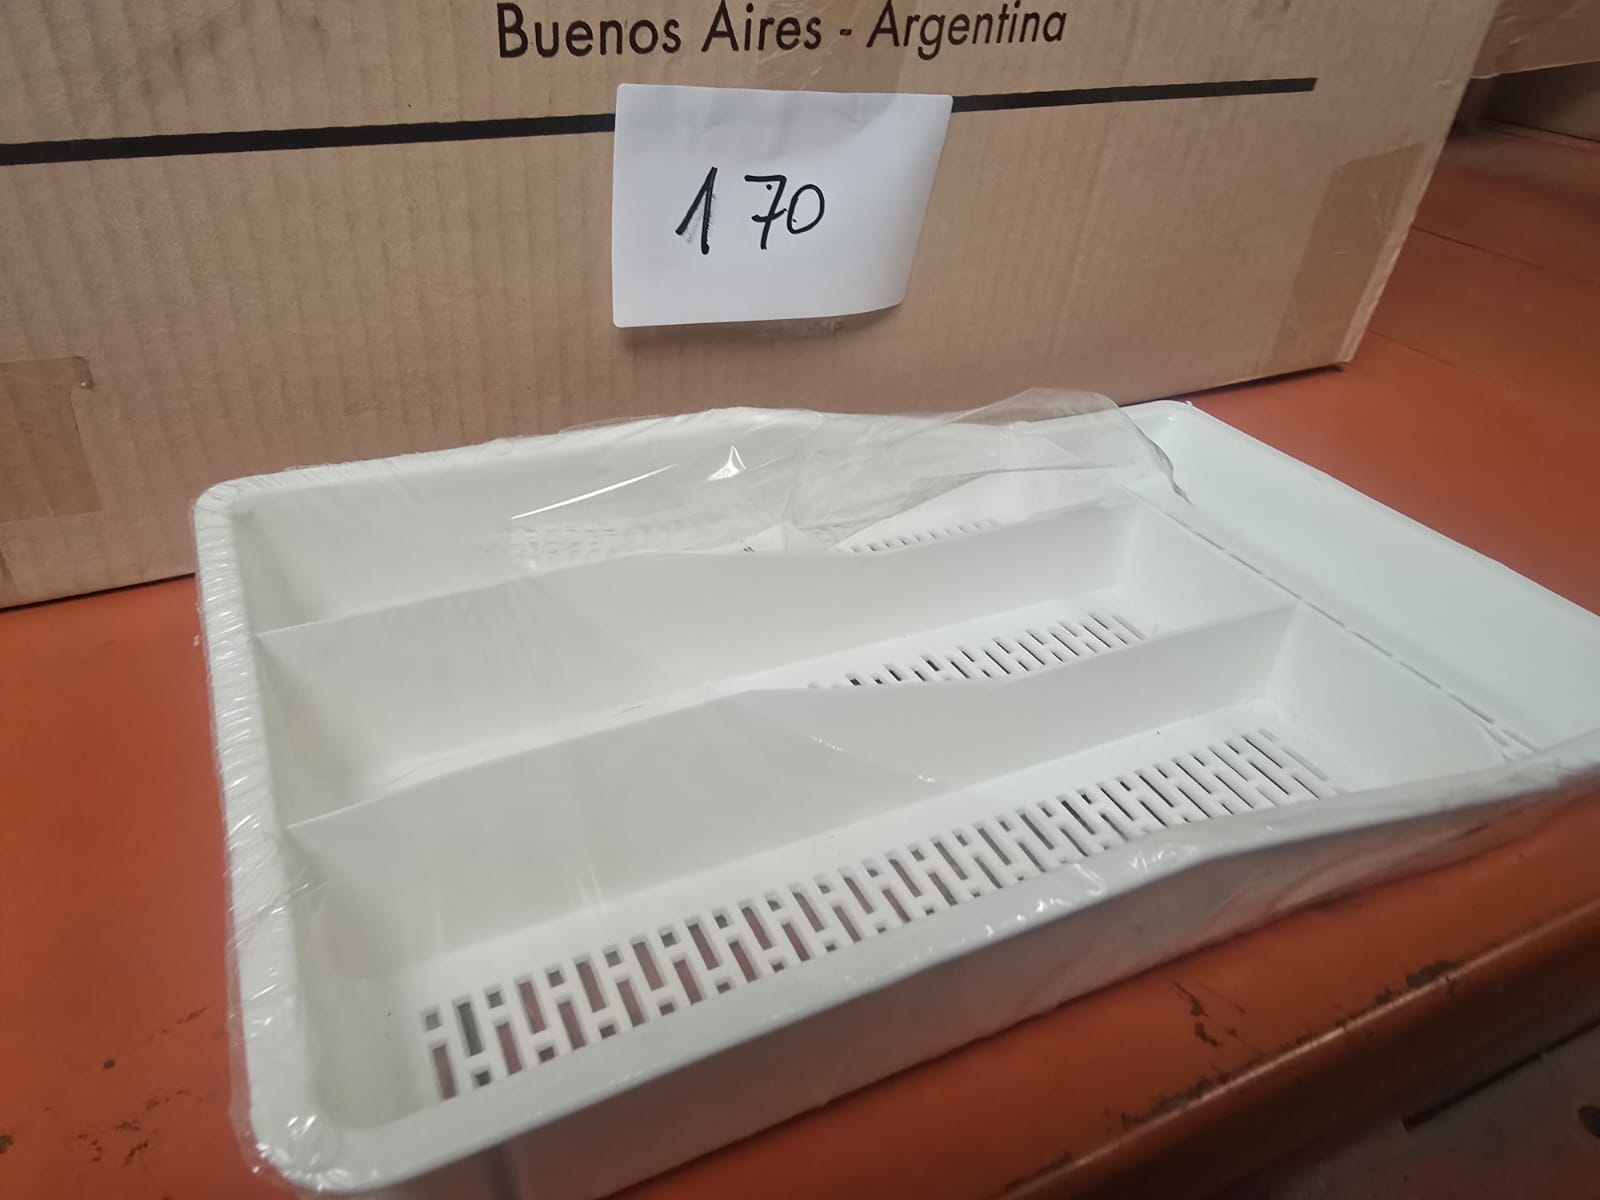 Buenos Aires - Argentina
170